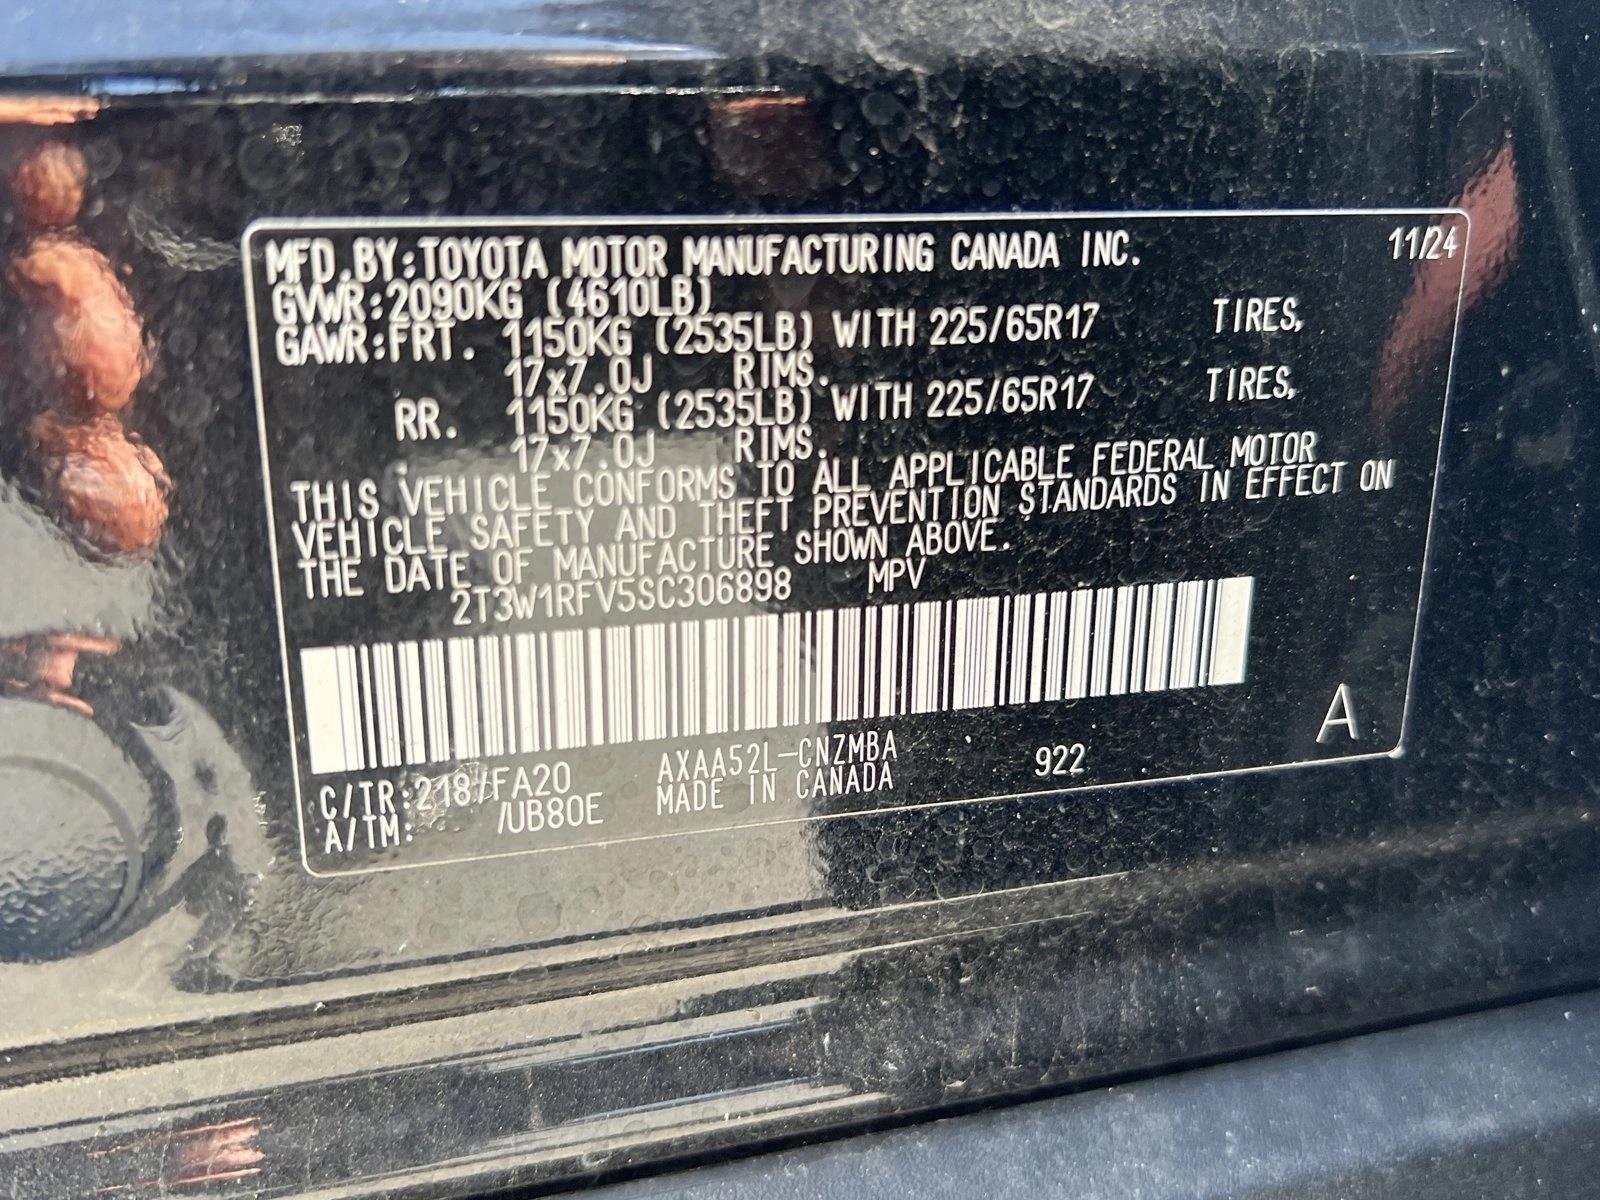 MFD.BY:TOYOTA MOTOR MANUFACTURING CANADA INC. 11/24
GVWR:2090KG (4610LB)
GAWR:FRT. 1150KG (2535LB) WITH 225/65R17 TIRES,
17x7.0J RIMS.
RR. 1150KG (2535LB) WITH 225/65R17 TIRES,
. 17x7.0J RIMS.
THIS VEHICLE CONFORMS TO ALL APPLICABLE FEDERAL MOTOR
VEHICLE SAFETY AND THEFT PREVENTION STANDARDS IN EFFECT ON
THE DATE OF MANUFACTURE SHOWN ABOVE.
2T3W1RFV5SC306898 MPV
A
C/TR:218/FA20 AXAA52L-CNZMBA 922
A/TM: /UB80E MADE IN CANADA